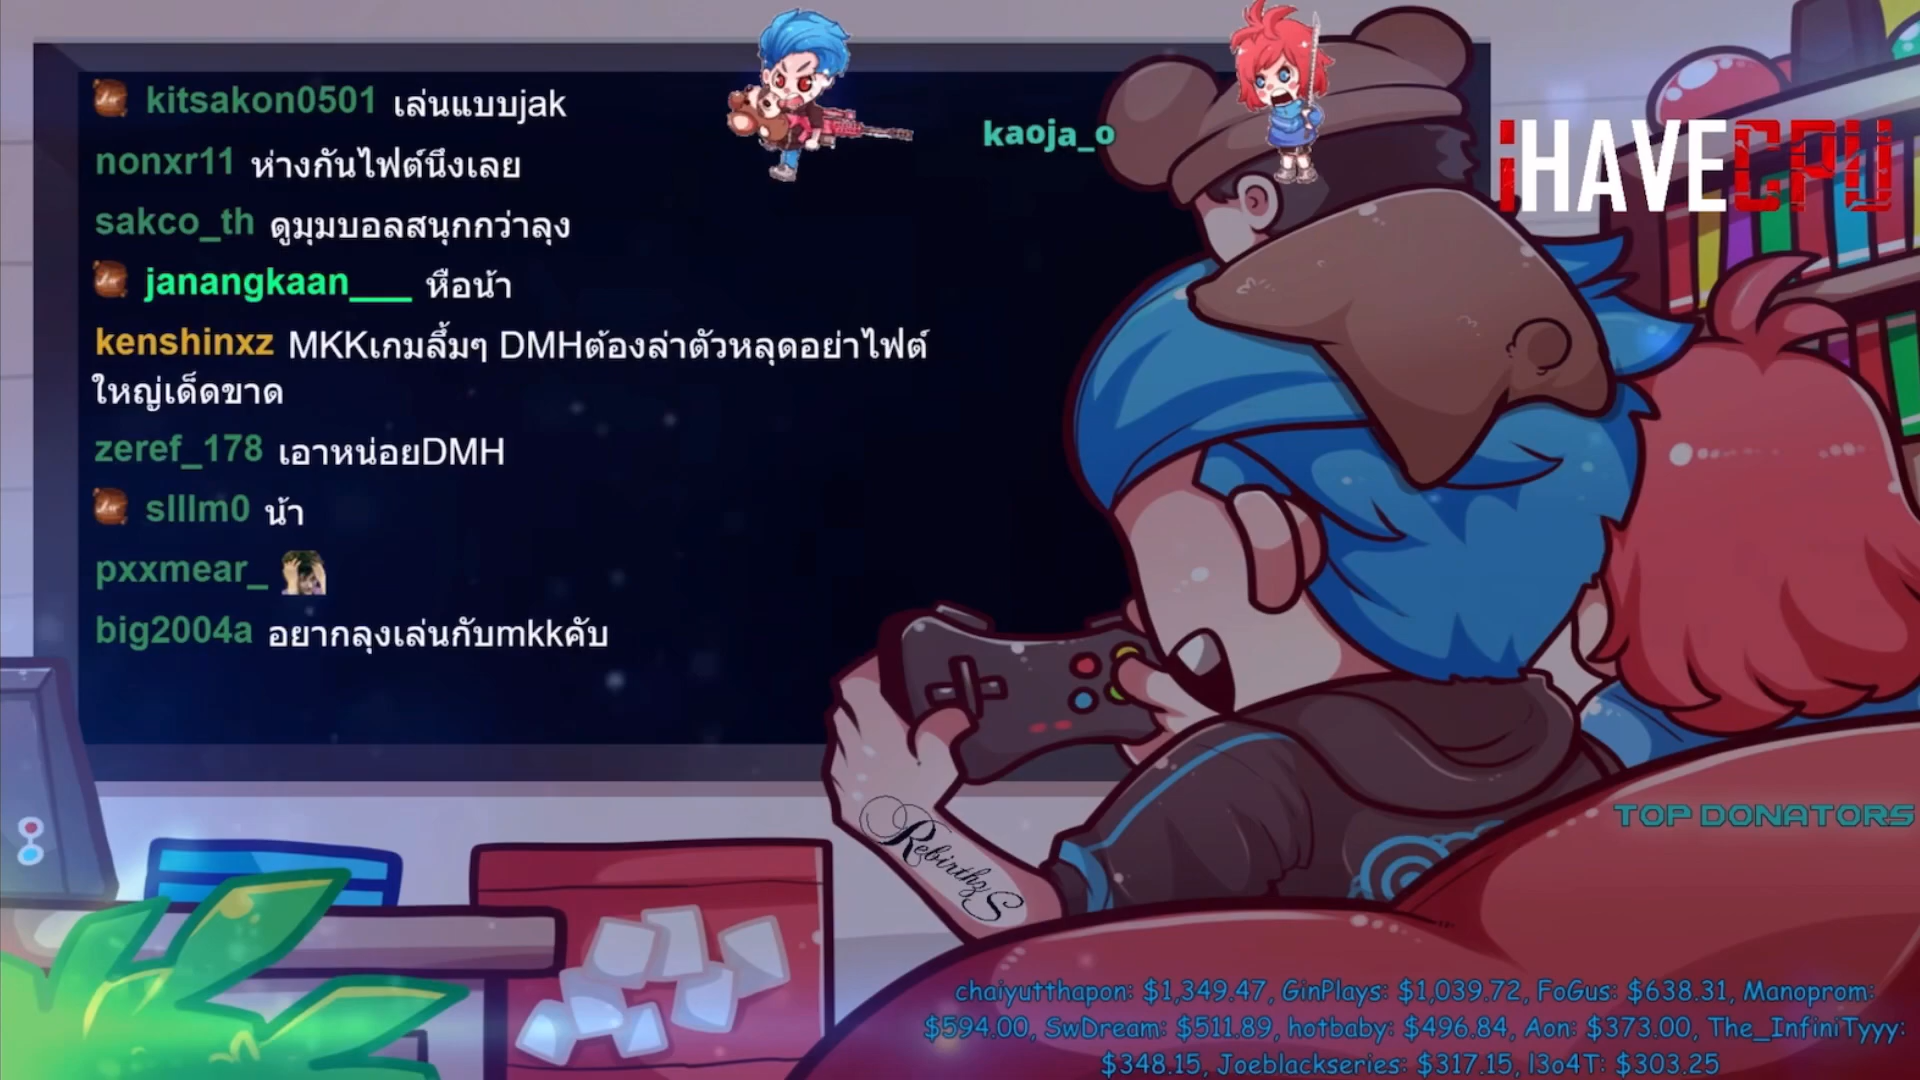 kitsakon0501 เล่นแบบjak
nonxr11 ห่างกันไฟต์นึงเลย
sakco_th ดูมุมบอลสนุกกว่าลุง
janangkaan___ หือน้า
kenshinxz MKKเกมลื้มๆ DMHต้องล่าตัวหลุดอย่าไฟต์
ใหญ่เด็ดขาด
zeref_178 เอาหน่อยDMH
slllm0 น้า
pxxmear_
big2004a อยากลุงเล่นกับmkkคับ
kaoja_o
iHAVECPU
RebirthzS
TOP DONATORS
chaiyutthapon: $1,349.47, GinPlays: $1,039.72, FoGus: $638.31, Manoprom:
$594.00, SwDream: $511.89, hotbaby: $496.84, Aon: $373.00, The_InfiniTyyy:
$348.15, Joeblackseries: $317.15, l3o4T: $303.25